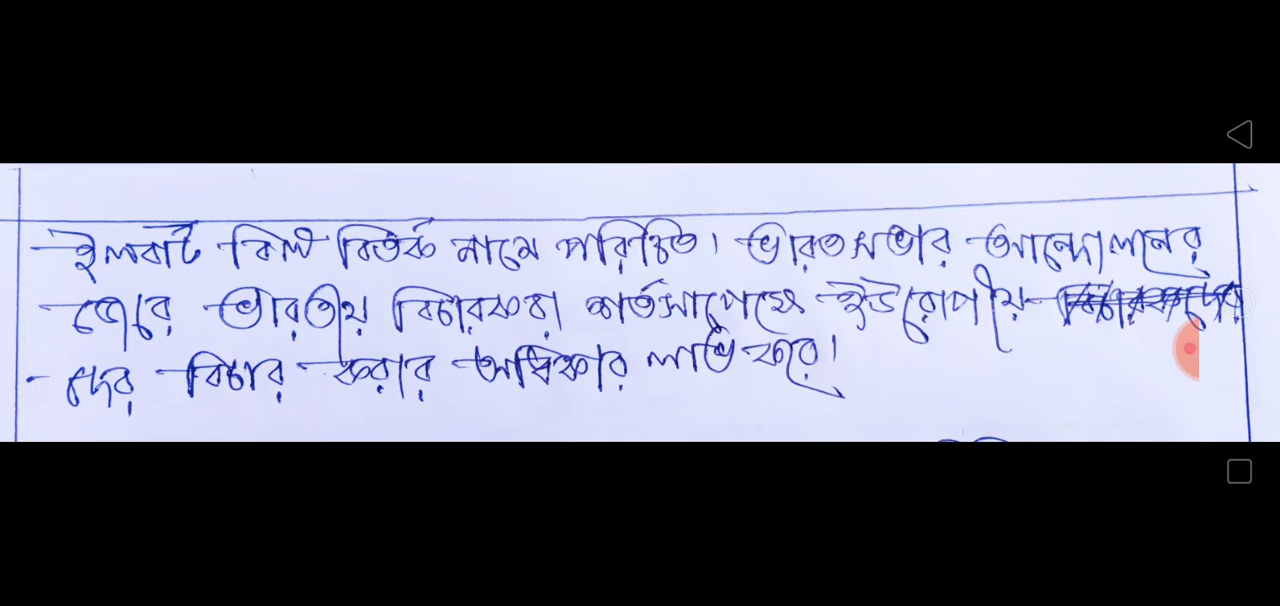 ইলবার্ট বিল বিতর্ক নামে পরিচিত। ভারতসভার আন্দোলনের
জেরে ভারতীয় বিচারকরা শর্তসাপেক্ষে ইউরোপীয়
দের বিচার করার অধিকার লাভ করে।